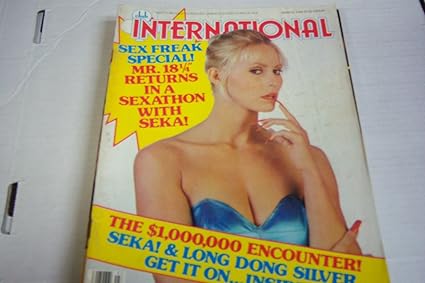 club
INTERNATIONAL
SEX FREAK
SPECIAL!
MR. 18¼"
RETURNS
IN A
SEXATHON
WITH
SEKA!
THE $1,000,000 ENCOUNTER!
SEKA! & LONG DONG SILVER
GET IT ON...